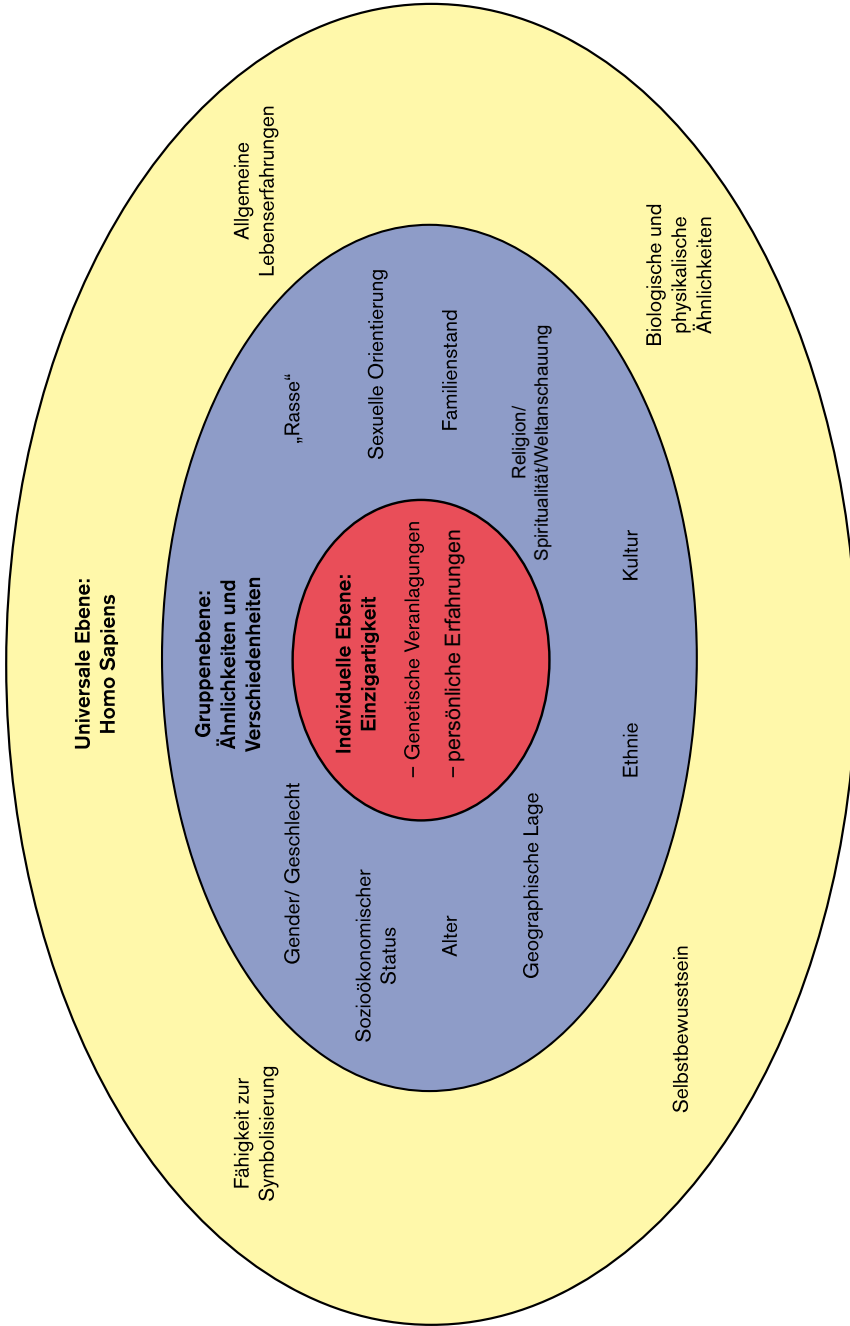 Universale Ebene:
Homo Sapiens
Fähigkeit zur
Symbolisierung
Allgemeine
Lebenserfahrungen
Gruppenebene:
Ähnlichkeiten und
Verschiedenheiten
Gender/ Geschlecht
„Rasse“
Sozioökonomischer
Status
Sexuelle Orientierung
Individuelle Ebene:
Einzigartigkeit
– Genetische Veranlagungen
– persönliche Erfahrungen
Alter
Familienstand
Geographische Lage
Religion/
Spiritualität/Weltanschauung
Ethnie
Kultur
Selbstbewusstsein
Biologische und
physikalische
Ähnlichkeiten